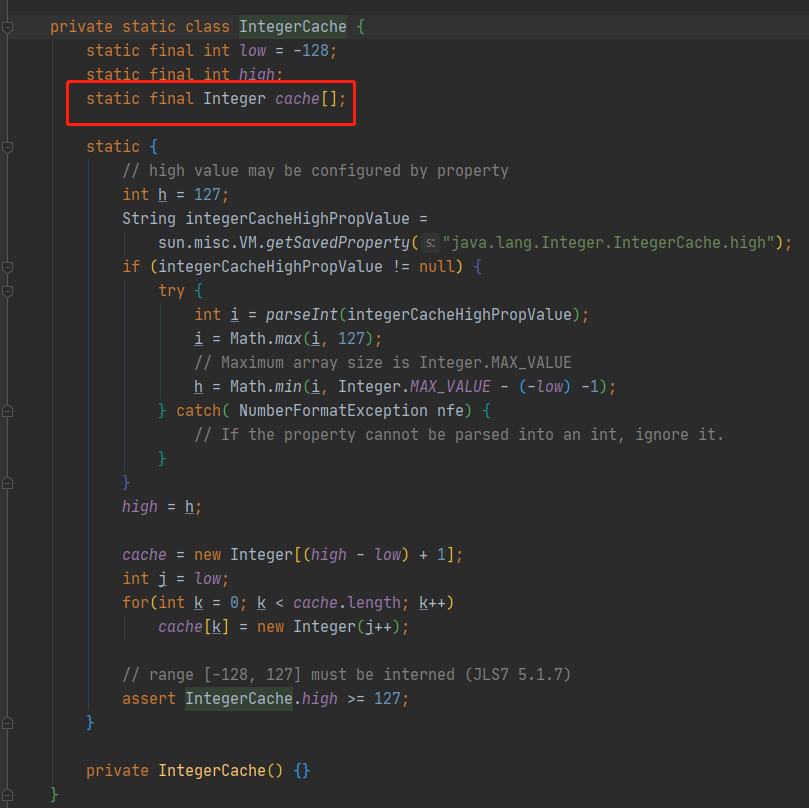 private static class IntegerCache {
static final int low = -128;
static final int high;
static final Integer cache[];
static {
// high value may be configured by property
int h = 127;
String integerCacheHighPropValue =
sun.misc.VM.getSavedProperty( s: "java.lang.Integer.IntegerCache.high");
if (integerCacheHighPropValue != null) {
try {
int i = parseInt(integerCacheHighPropValue);
i = Math.max(i, 127);
// Maximum array size is Integer.MAX_VALUE
h = Math.min(i, Integer.MAX_VALUE - (-low) -1);
} catch( NumberFormatException nfe) {
// If the property cannot be parsed into an int, ignore it.
}
}
high = h;
cache = new Integer[(high - low) + 1];
int j = low;
for(int k = 0; k < cache.length; k++)
cache[k] = new Integer(j++);
// range [-128, 127] must be interned (JLS7 5.1.7)
assert IntegerCache.high >= 127;
}
private IntegerCache() {}
}